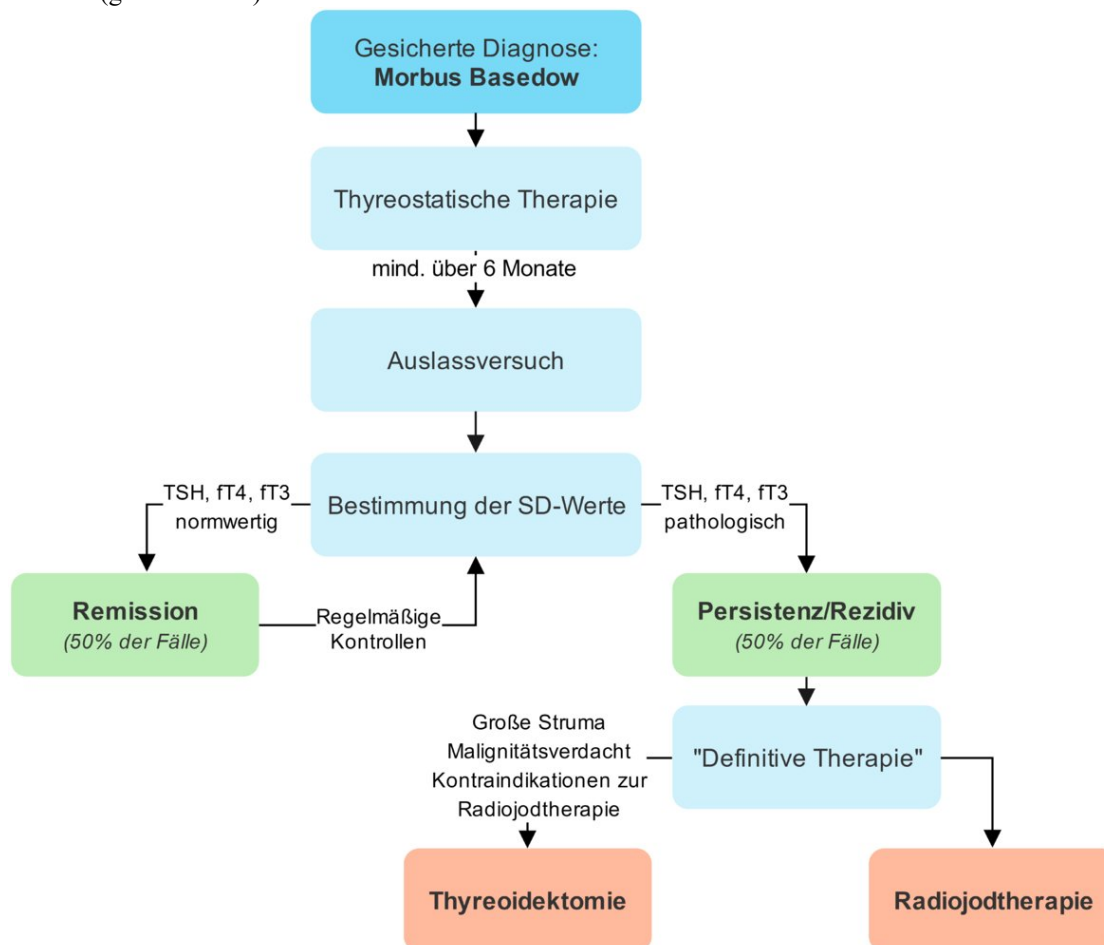 Gesicherte Diagnose:
Morbus Basedow
Thyreostatische Therapie
mind. über 6 Monate
Auslassversuch
Bestimmung der SD-Werte
TSH, fT4, fT3
normwertig
TSH, fT4, fT3
pathologisch
Remission
(50% der Fälle)
Regelmäßige
Kontrollen
Persistenz/Rezidiv
(50% der Fälle)
"Definitive Therapie"
Große Struma
Malignitätsverdacht
Kontraindikationen zur
Radiojodtherapie
Thyreoidektomie
Radiojodtherapie